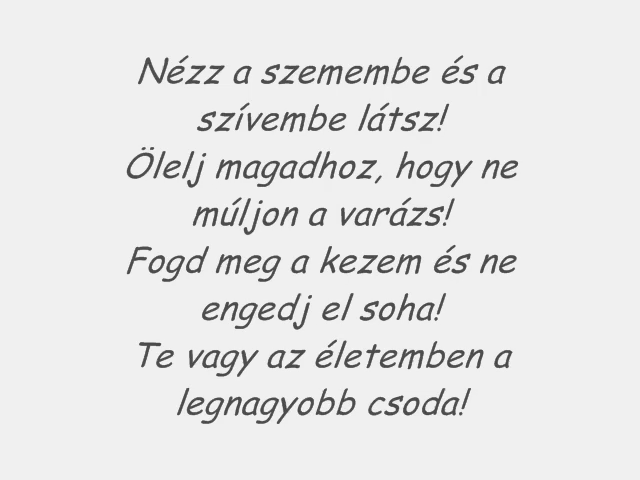 Nézz a szemembe és a
szívembe látsz!
Ölelj magadhoz, hogy ne
múljon a varázs!
Fogd meg a kezem és ne
engedj el soha!
Te vagy az életemben a
legnagyobb csoda!